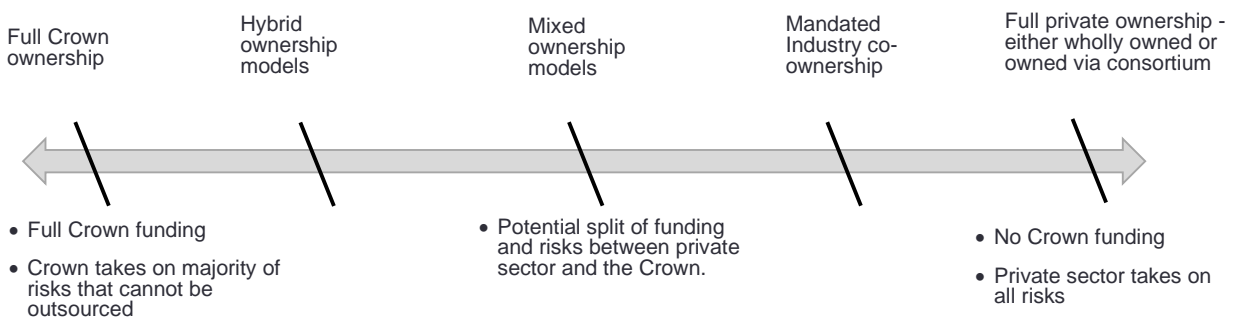 Full Crown
ownership
Hybrid
ownership
models
Mixed
ownership
models
Mandated
Industry co-
ownership
Full private ownership -
either wholly owned or
owned via consortium
• Full Crown funding
• Crown takes on majority of
risks that cannot be
outsourced
• Potential split of funding
and risks between private
sector and the Crown.
• No Crown funding
• Private sector takes on
all risks